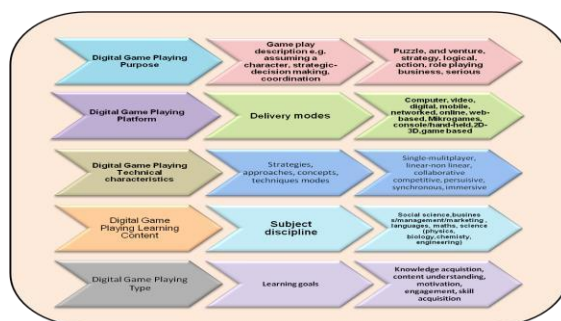 Digital Game Playing
Purpose
Game play
description e.g.
assuming a
character, strategic-
decision making,
coordination
Puzzle, and venture,
strategy, logical,
action, role playing
business, serious
Digital Game Playing
Platform
Delivery modes
Computer, video,
digital, mobile,
networked, online, web-
based, Mikrogames,
console/hand-held,2D-
3D,game based
Digital Game Playing
Technical
characteristics
Strategies,
approaches, concepts,
techniques modes
Single-mulitplayer,
linear-non linear,
collaborative
competitive, persuisive,
synchronous, immersive
Digital Game
Playing Learning
Content
Subject
discipline
Social science,busines
s/management/marketing
, languages, maths, science
(physics,
biology,chemisty,
engineering)
Digital Game Playing
Type
Learning goals
Knowledge acquistion,
content understanding,
motivation,
engagement, skill
acquisition